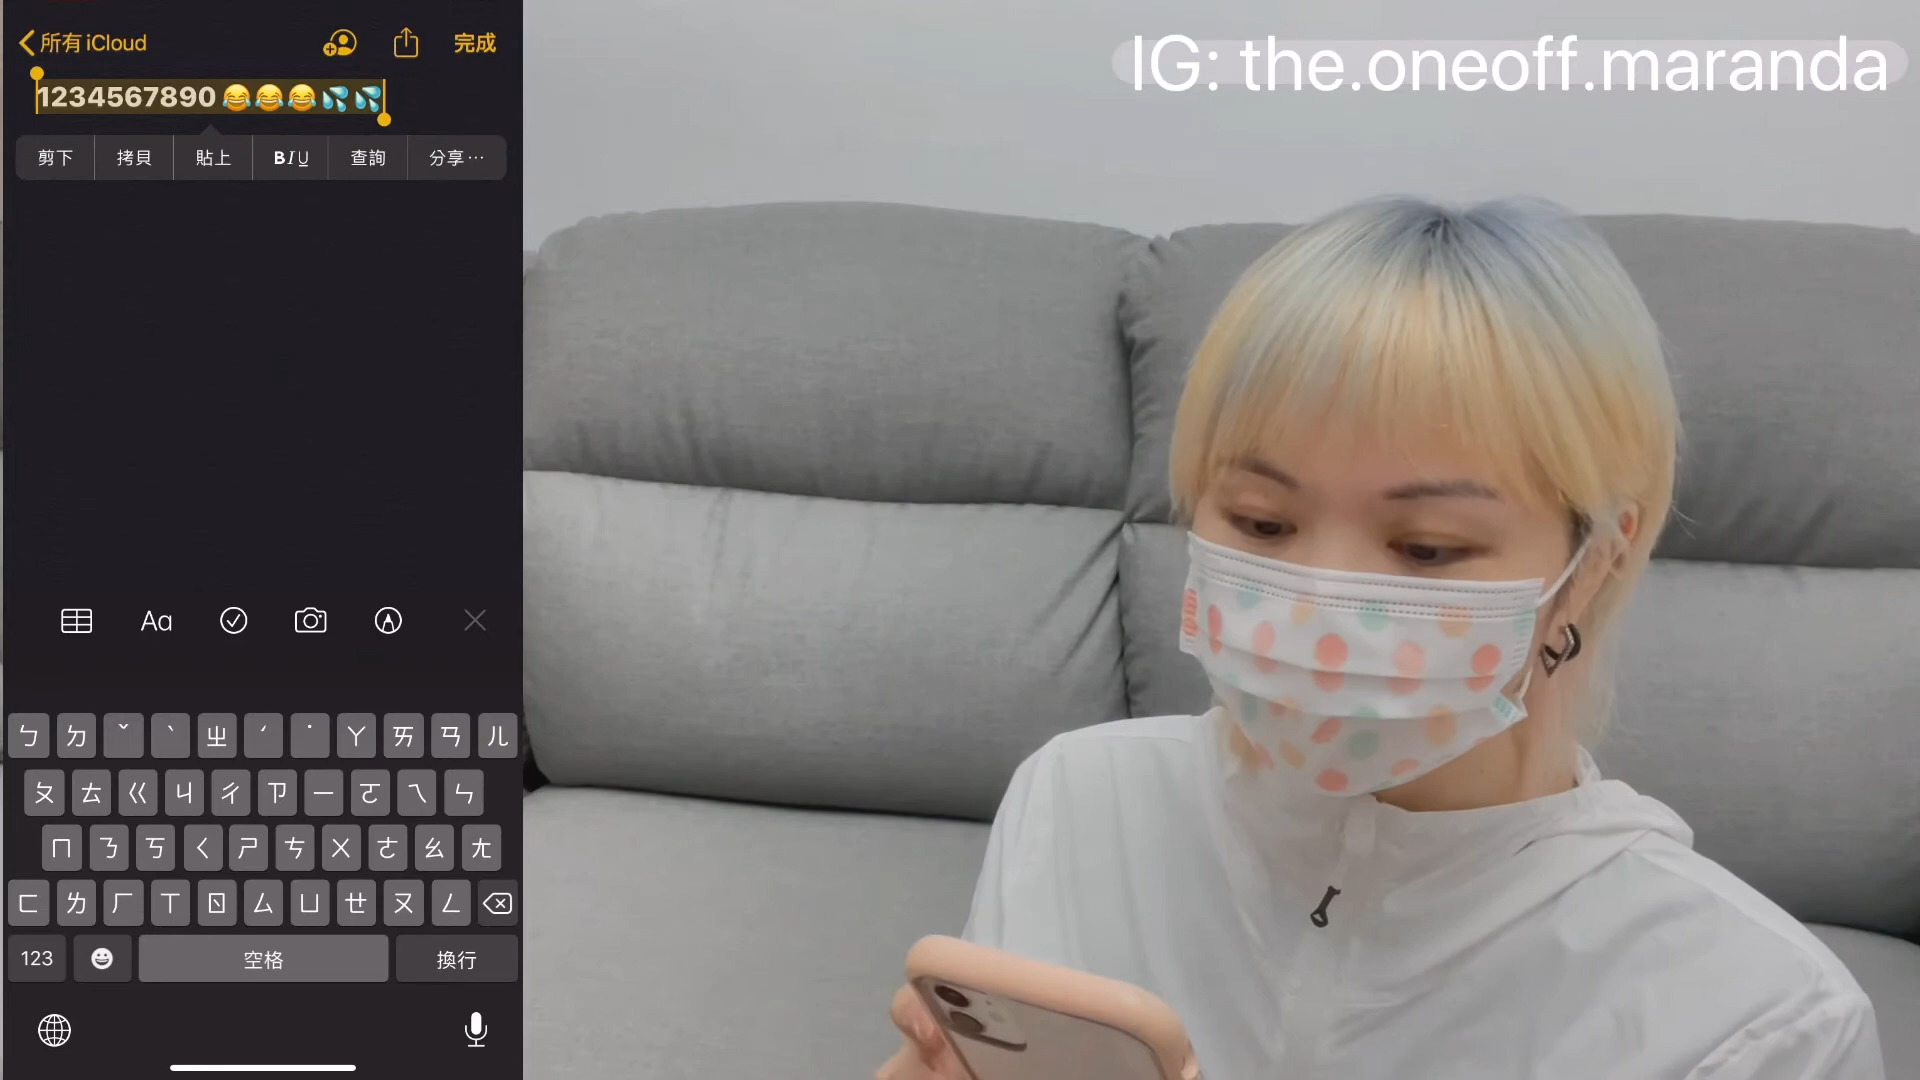 所有 iCloud
完成
1234567890 😂😂😂💦💦
剪下
拷貝
貼上
BIU
查詢
分享…
Aa
ㄅ ㄉ ˇ ˋ ㄓ ˊ ˙ ㄚ ㄞ ㄢ ㄦ
ㄆ ㄊ ㄍ ㄐ ㄔ ㄗ ㄧ ㄛ ㄟ ㄣ
ㄇ ㄋ ㄎ ㄑ ㄕ ㄘ ㄨ ㄜ ㄠ ㄤ
ㄈ ㄌ ㄏ ㄒ ㄖ ㄙ ㄩ ㄝ ㄡ ㄥ
123
空格
換行
IG: the.oneoff.maranda